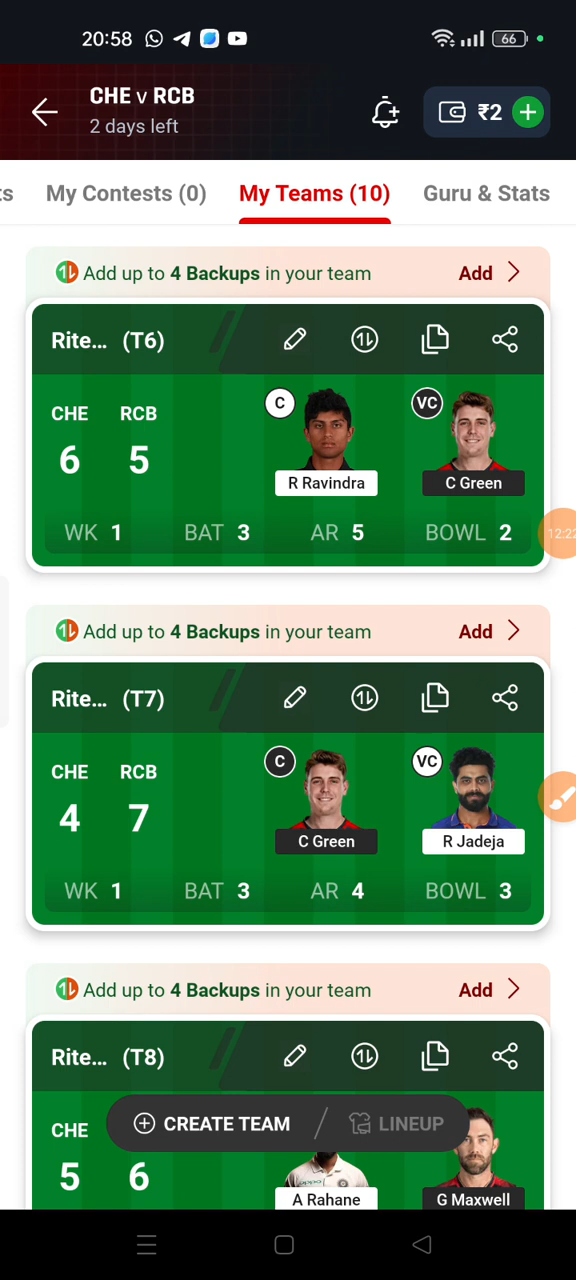 20:58
66
CHE v RCB
2 days left
₹2
ts My Contests (0) My Teams (10) Guru & Stats
Add up to 4 Backups in your team Add
Rite... (T6)
C VC
CHE RCB
6 5
R Ravindra C Green
WK 1 BAT 3 AR 5 BOWL 2
12:22
Add up to 4 Backups in your team Add
Rite... (T7)
C VC
CHE RCB
4 7
C Green R Jadeja
WK 1 BAT 3 AR 4 BOWL 3
Add up to 4 Backups in your team Add
Rite... (T8)
CREATE TEAM LINEUP
CHE
5 6
oppo
A Rahane G Maxwell